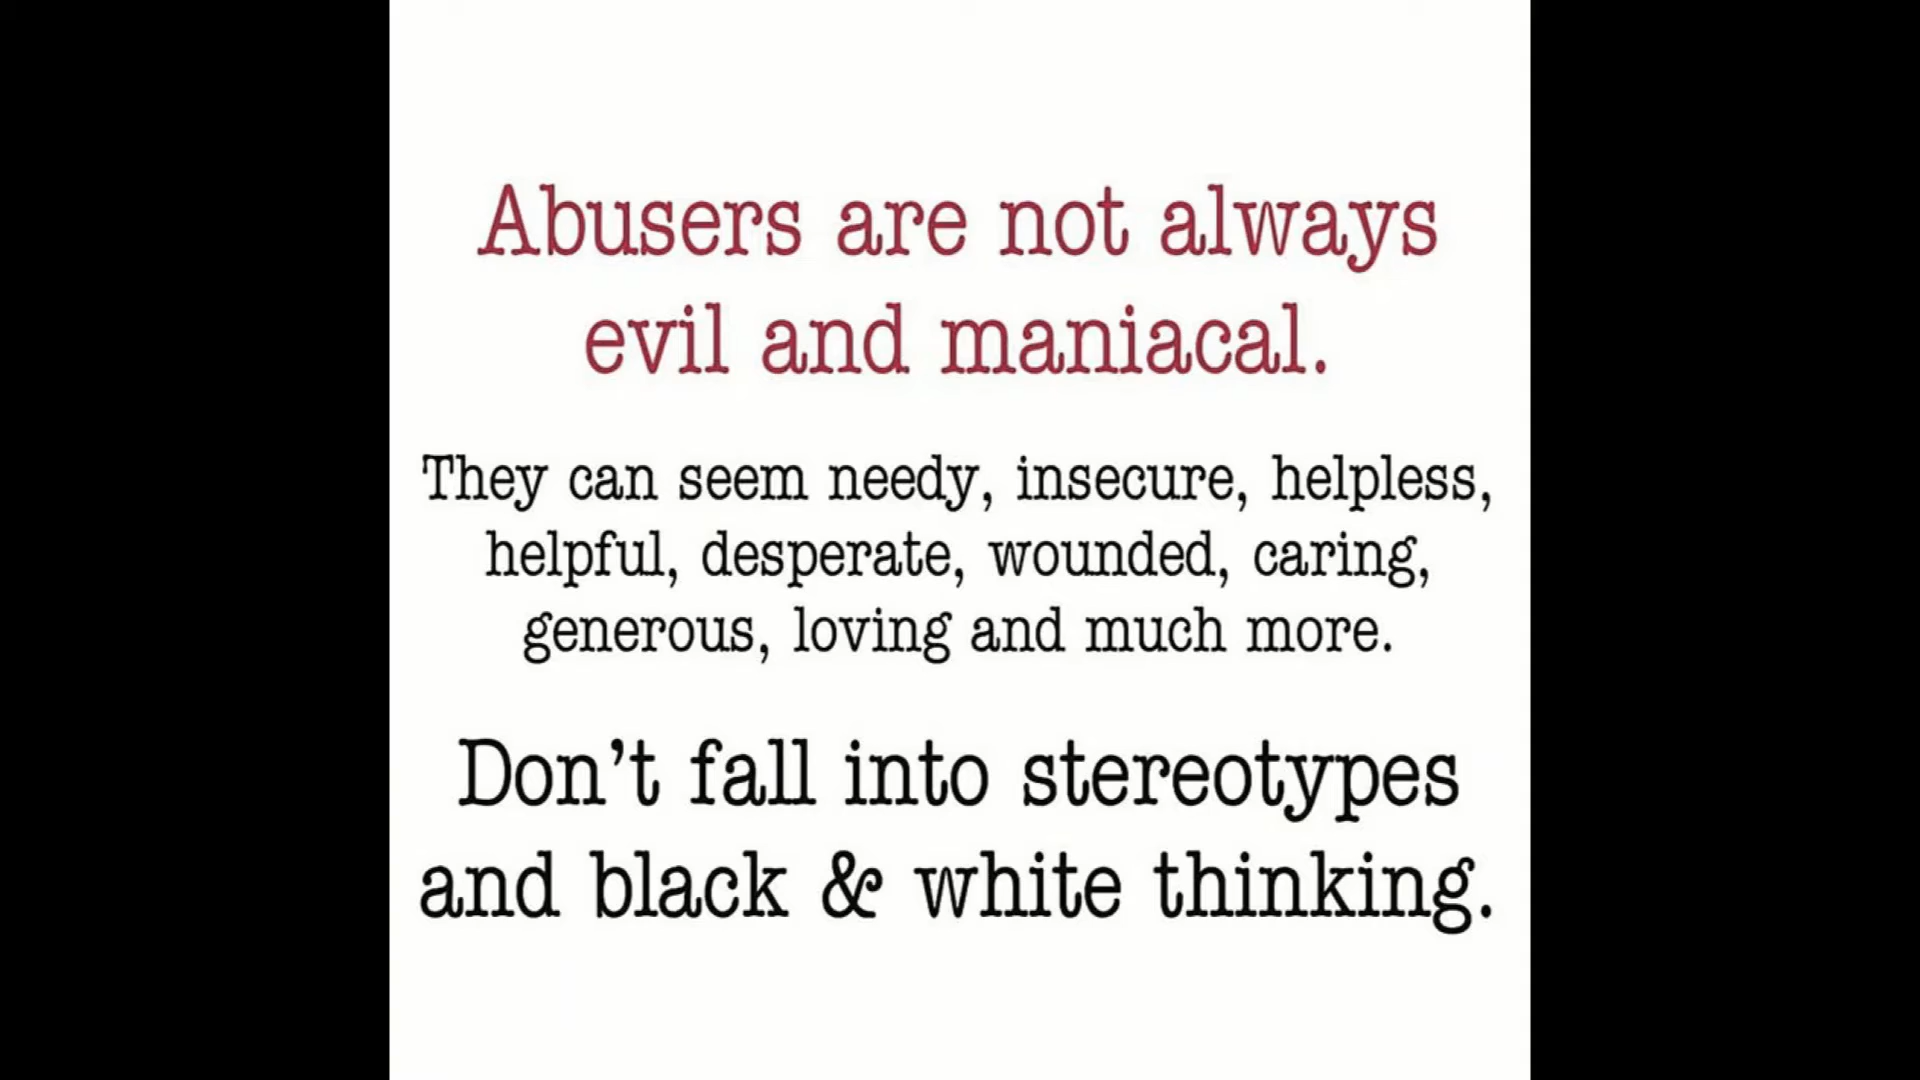 Abusers are not always
evil and maniacal.
They can seem needy, insecure, helpless,
helpful, desperate, wounded, caring,
generous, loving and much more.
Don’t fall into stereotypes
and black & white thinking.